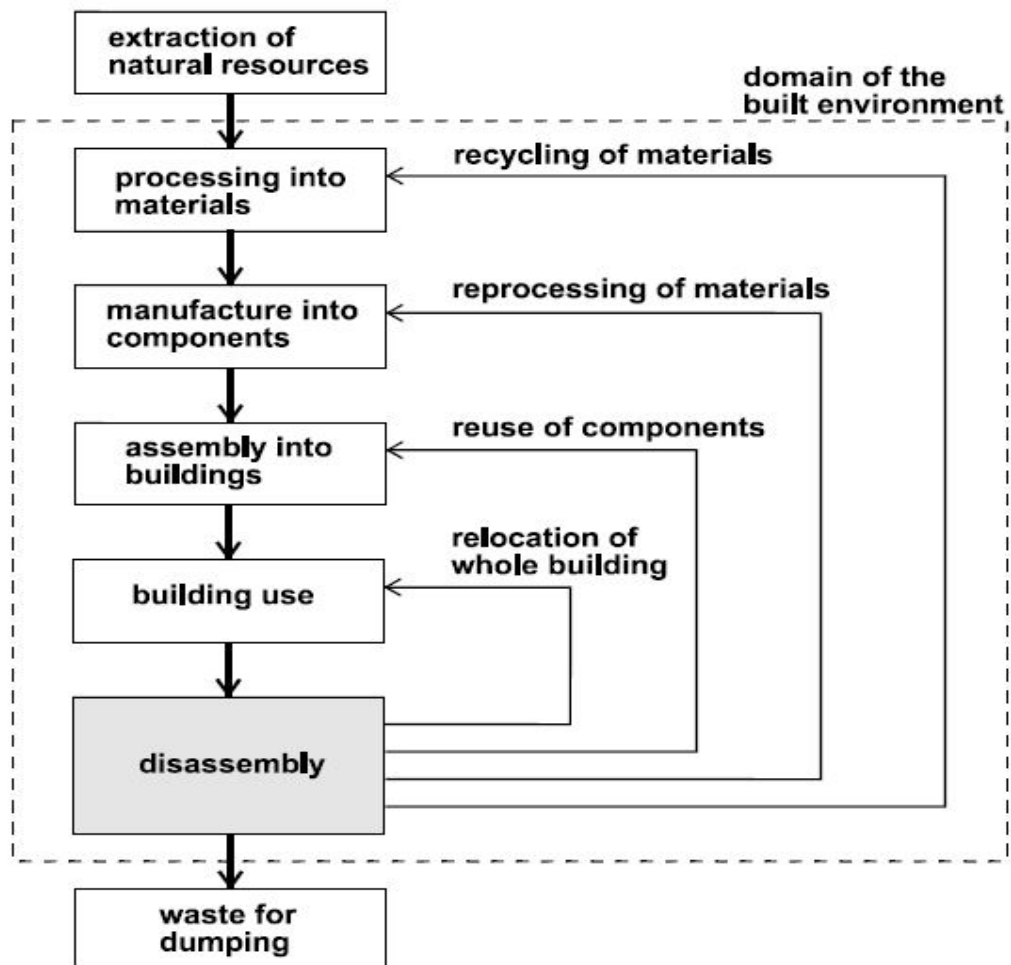 extraction of
natural resources
domain of the
built environment
recycling of materials
processing into
materials
reprocessing of materials
manufacture into
components
reuse of components
assembly into
buildings
relocation of
whole building
building use
disassembly
waste for
dumping